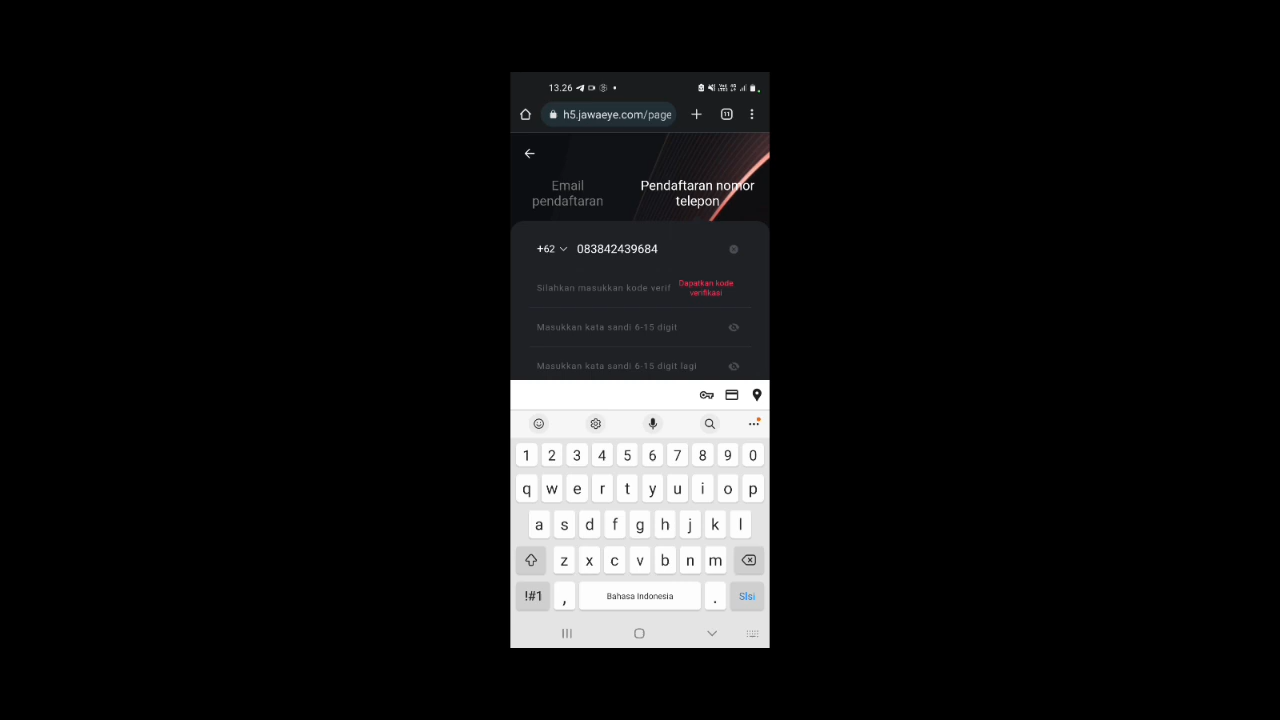 13.26
h5.jawaeye.com/page
11
Email
pendaftaran
Pendaftaran nomor
telepon
+62 083842439684
Silahkan masukkan kode verif
Dapatkan kode
verifikasi
Masukkan kata sandi 6-15 digit
Masukkan kata sandi 6-15 digit lagi
1 2 3 4 5 6 7 8 9 0
q w e r t y u i o p
a s d f g h j k l
z x c v b n m
!#1 , Bahasa Indonesia . Slsi